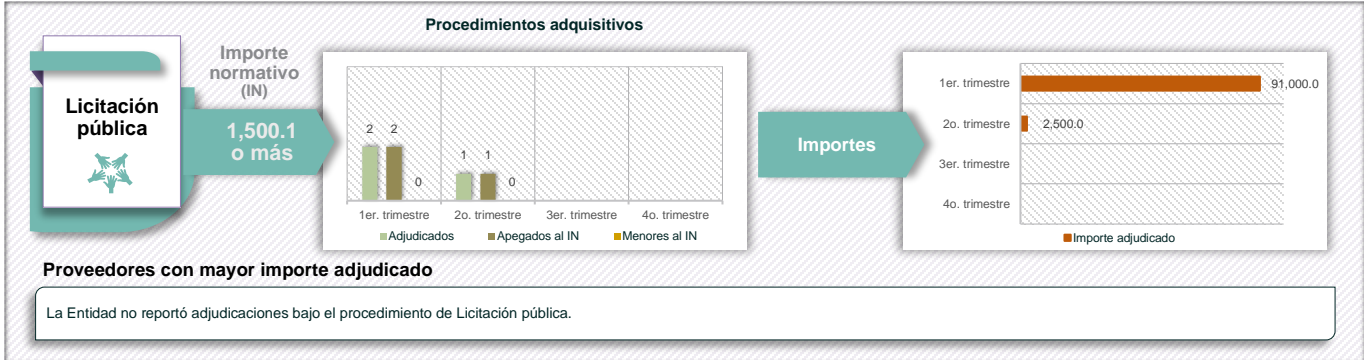 Procedimientos adquisitivos
Licitación
pública
Importe
normativo
(IN)
1,500.1
o más
2 2 0
1 1 0
1er. trimestre 2o. trimestre 3er. trimestre 4o. trimestre
Adjudicados Apegados al IN Menores al IN
Importes
1er. trimestre 91,000.0
2o. trimestre 2,500.0
3er. trimestre
4o. trimestre
Importe adjudicado
Proveedores con mayor importe adjudicado
La Entidad no reportó adjudicaciones bajo el procedimiento de Licitación pública.